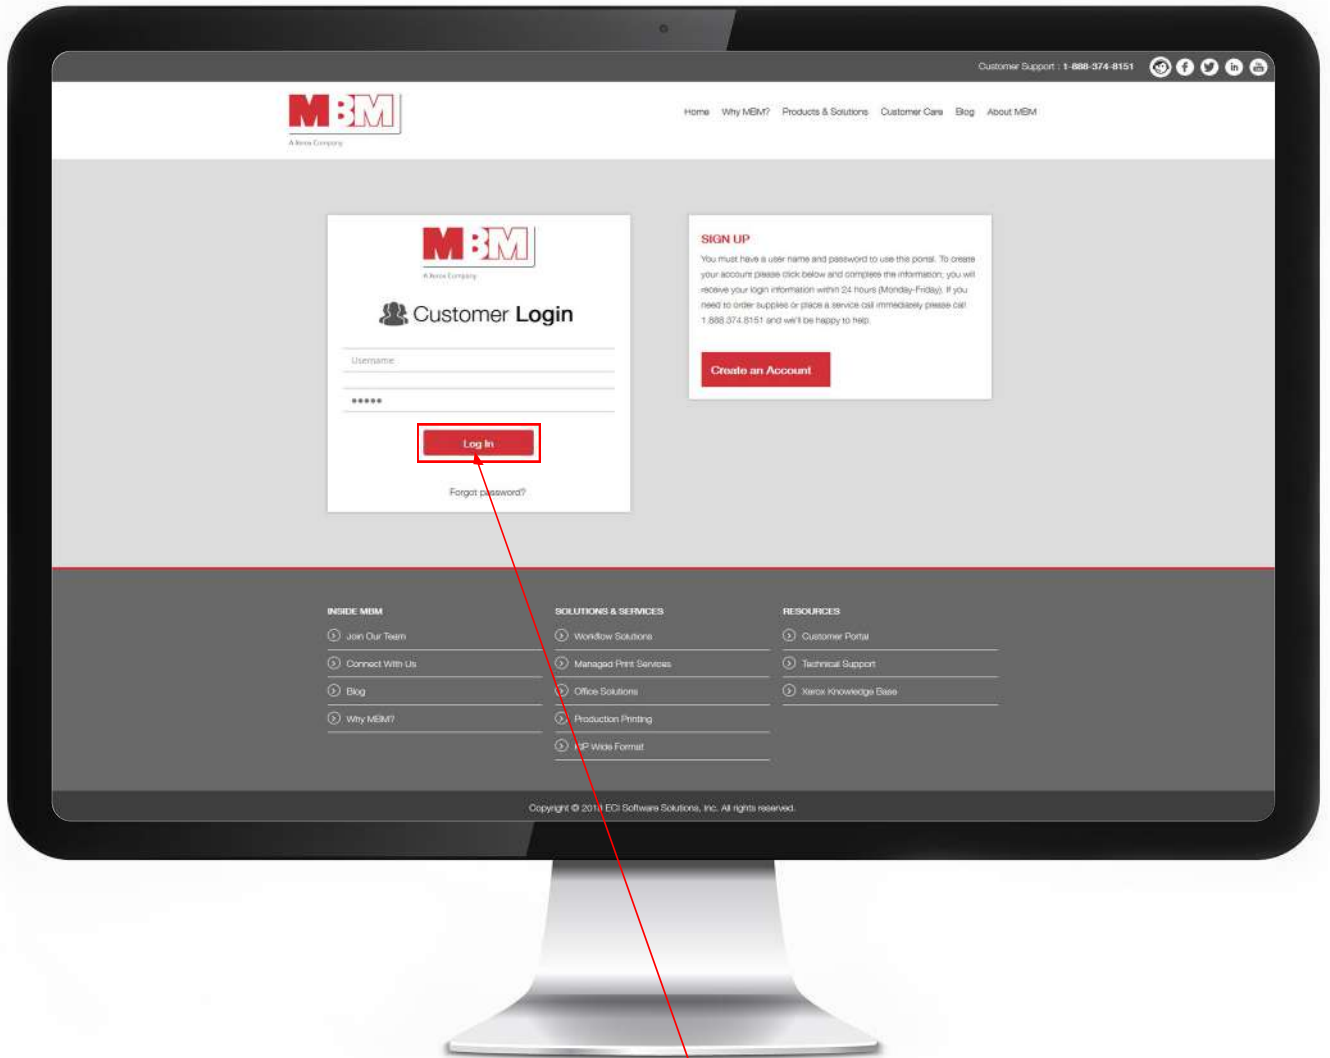 Customer Support : 1-888-374-8151
MBM
A Xerox Company
Home Why MBM? Products & Solutions Customer Care Blog About MBM
MBM
A Xerox Company
Customer Login
Username
•••••
Log In
Forgot password?
SIGN UP
You must have a user name and password to use this portal. To create
your account please click below and complete the information; you will
receive your login information within 24 hours (Monday-Friday). If you
need to order supplies or place a service call immediately please call
1.888.374.8151 and we'll be happy to help.
Create an Account
INSIDE MBM
Join Our Team
Connect With Us
Blog
Why MBM?
SOLUTIONS & SERVICES
Workflow Solutions
Managed Print Services
Office Solutions
Production Printing
KIP Wide Format
RESOURCES
Customer Portal
Technical Support
Xerox Knowledge Base
Copyright © 2018 ECI Software Solutions, Inc. All rights reserved.